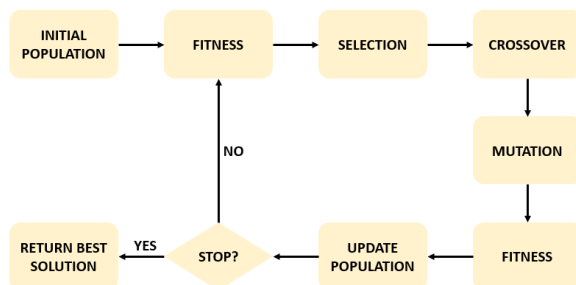 INITIAL
POPULATION
FITNESS
SELECTION
CROSSOVER
MUTATION
FITNESS
UPDATE
POPULATION
STOP?
NO
YES
RETURN BEST
SOLUTION